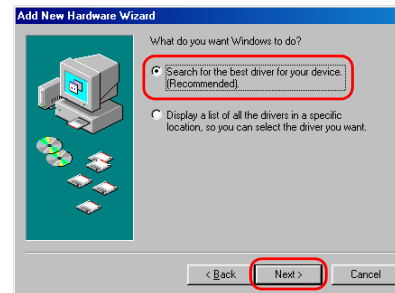 Add New Hardware Wizard
What do you want Windows to do?
Search for the best driver for your device.
(Recommended).
Display a list of all the drivers in a specific
location, so you can select the driver you want.
< Back Next > Cancel